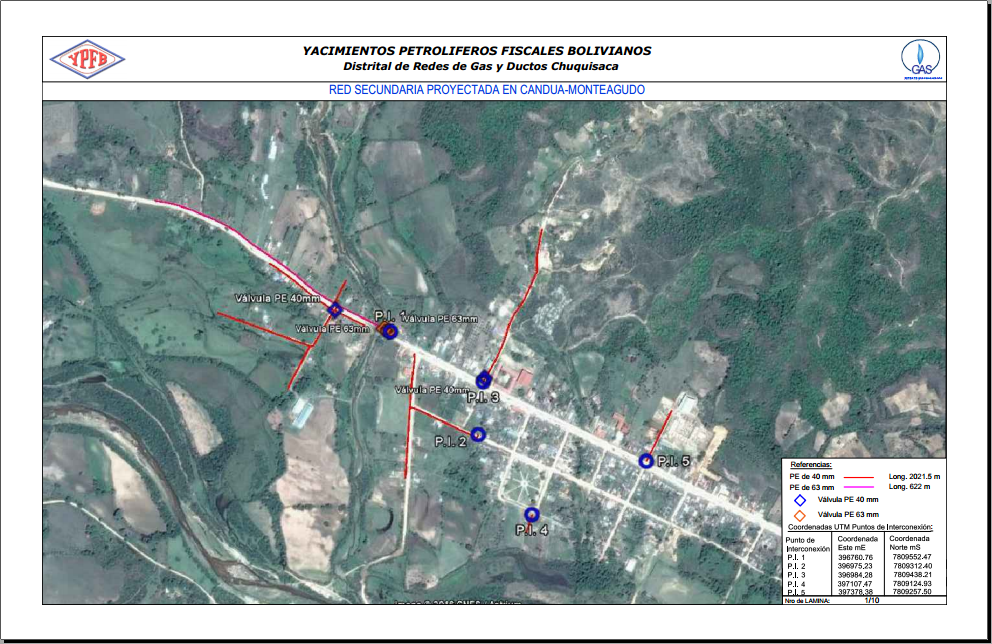 YPFB
YACIMIENTOS PETROLIFEROS FISCALES BOLIVIANOS
Distrital de Redes de Gas y Ductos Chuquisaca
GAS
RED SECUNDARIA PROYECTADA EN CANDUA-MONTEAGUDO
Válvula PE 40mm
P.I. 1
Válvula PE 63mm
Válvula PE 63mm
Válvula PE 40mm
P.I. 3
P.I. 2
P.I. 5
P.I. 4
Referencias:
PE de 40 mm Long. 2021.5 m
PE de 63 mm Long. 622 m
Válvula PE 40 mm
Válvula PE 63 mm
Coordenadas UTM Puntos de Interconexión:
Punto de Interconexión Coordenada Este mE Coordenada Norte mS
P.I. 1 396760.76 7809552.47
P.I. 2 396975,23 7809312.40
P.I. 3 396984,28 7809438.21
P.I. 4 397107,47 7809124.93
P.I. 5 397378,38 7809257.50
Nro de LAMINA: 1/10